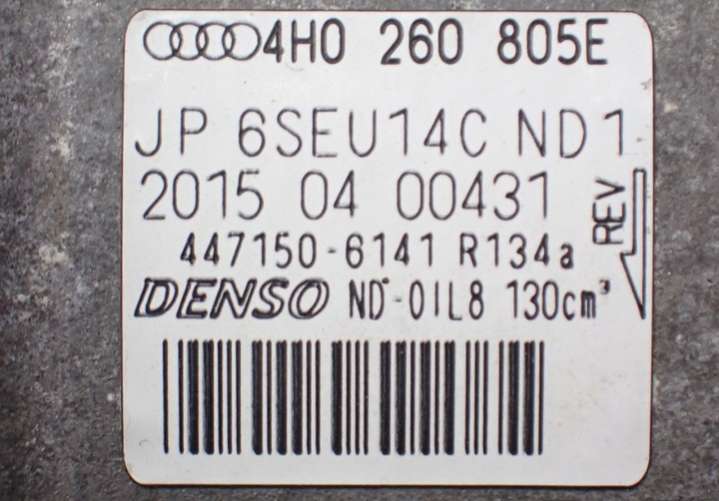 4H0 260 805E
JP 6SEU14C ND1
2015 04 00431
447150-6141 R134a
REV
DENSO ND-OIL8 130cm³